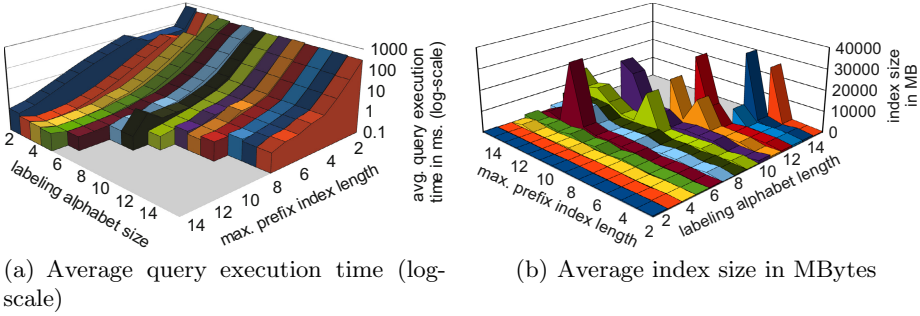 (a)
1000
100
10
1
0.1
avg. query execution
time in ms. (log-scale)
2
4
6
8
10
12
14
labeling alphabet size
14
12
10
8
6
4
2
max. prefix index length
(b)
40000
30000
20000
10000
0
index size
in MB
14
12
10
8
6
4
2
max. prefix index length
2
4
6
8
10
12
14
labeling alphabet length
(a) Average query execution time (log-
scale)
(b) Average index size in MBytes